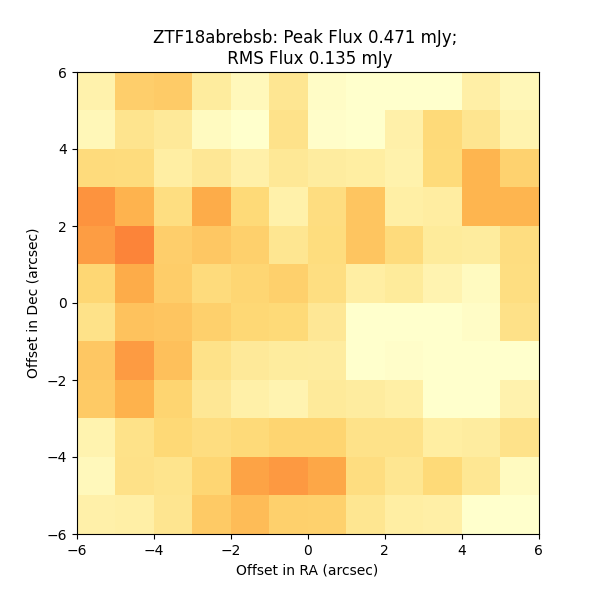 ZTF18abrebsb: Peak Flux 0.471 mJy;
RMS Flux 0.135 mJy
6
4
2
0
−2
−4
−6
Offset in Dec (arcsec)
−6 −4 −2 0 2 4 6
Offset in RA (arcsec)